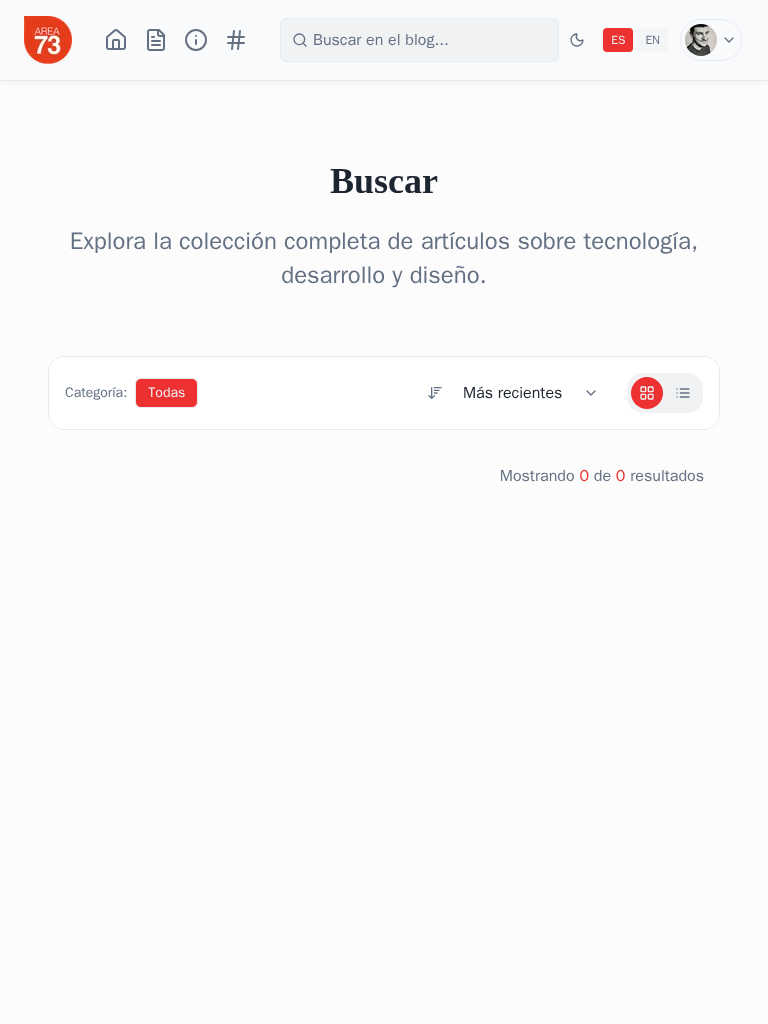 AREA
73
Buscar en el blog...
ES
EN
Buscar
Explora la colección completa de artículos sobre tecnología,
desarrollo y diseño.
Categoría:
Todas
Más recientes
Mostrando 0 de 0 resultados